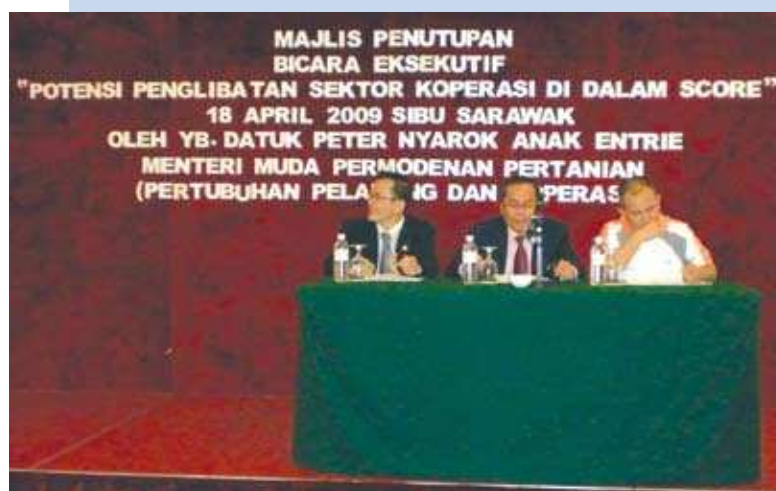 MAJLIS PENUTUPAN
BICARA EKSEKUTIF
"POTENSI PENGLIBATAN SEKTOR KOPERASI DI DALAM SCORE"
18 APRIL 2009 SIBU SARAWAK
OLEH YB. DATUK PETER NYAROK ANAK ENTRIE
MENTERI MUDA PERMODENAN PERTANIAN
(PERTUBUHAN DAN